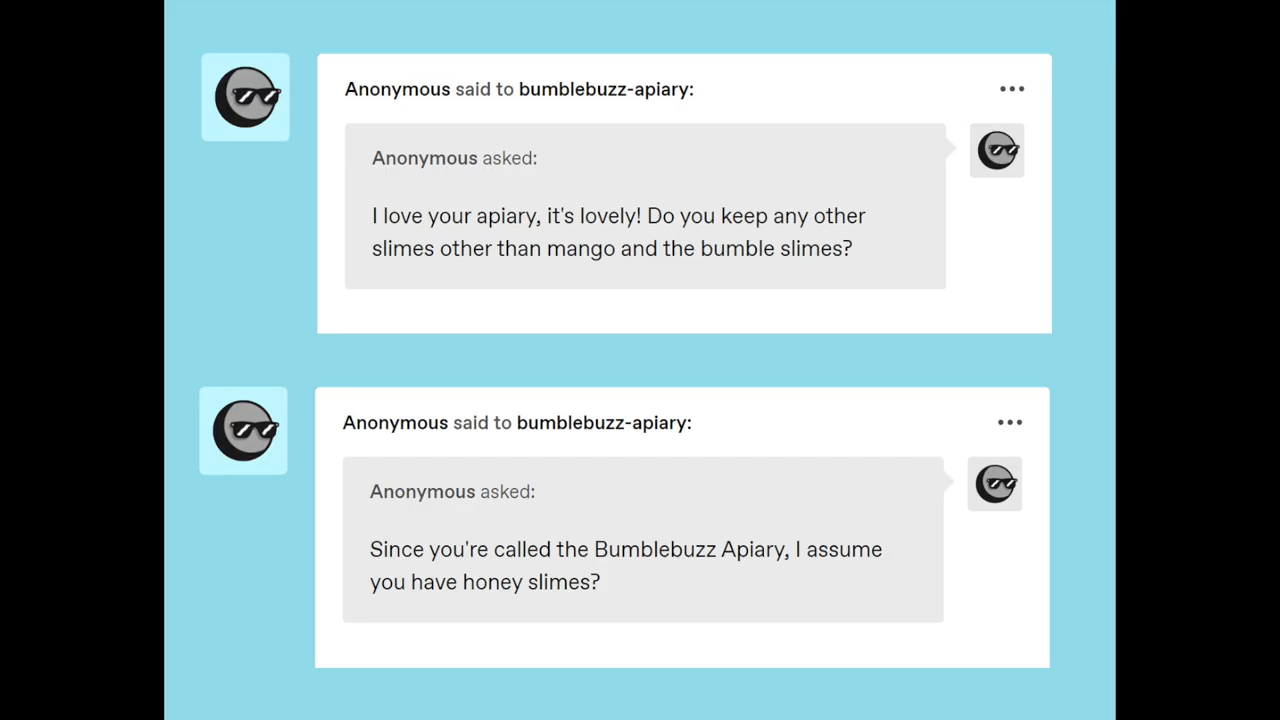 Anonymous said to bumblebuzz-apiary:
Anonymous asked:
I love your apiary, it's lovely! Do you keep any other
slimes other than mango and the bumble slimes?
Anonymous said to bumblebuzz-apiary:
Anonymous asked:
Since you're called the Bumblebuzz Apiary, I assume
you have honey slimes?